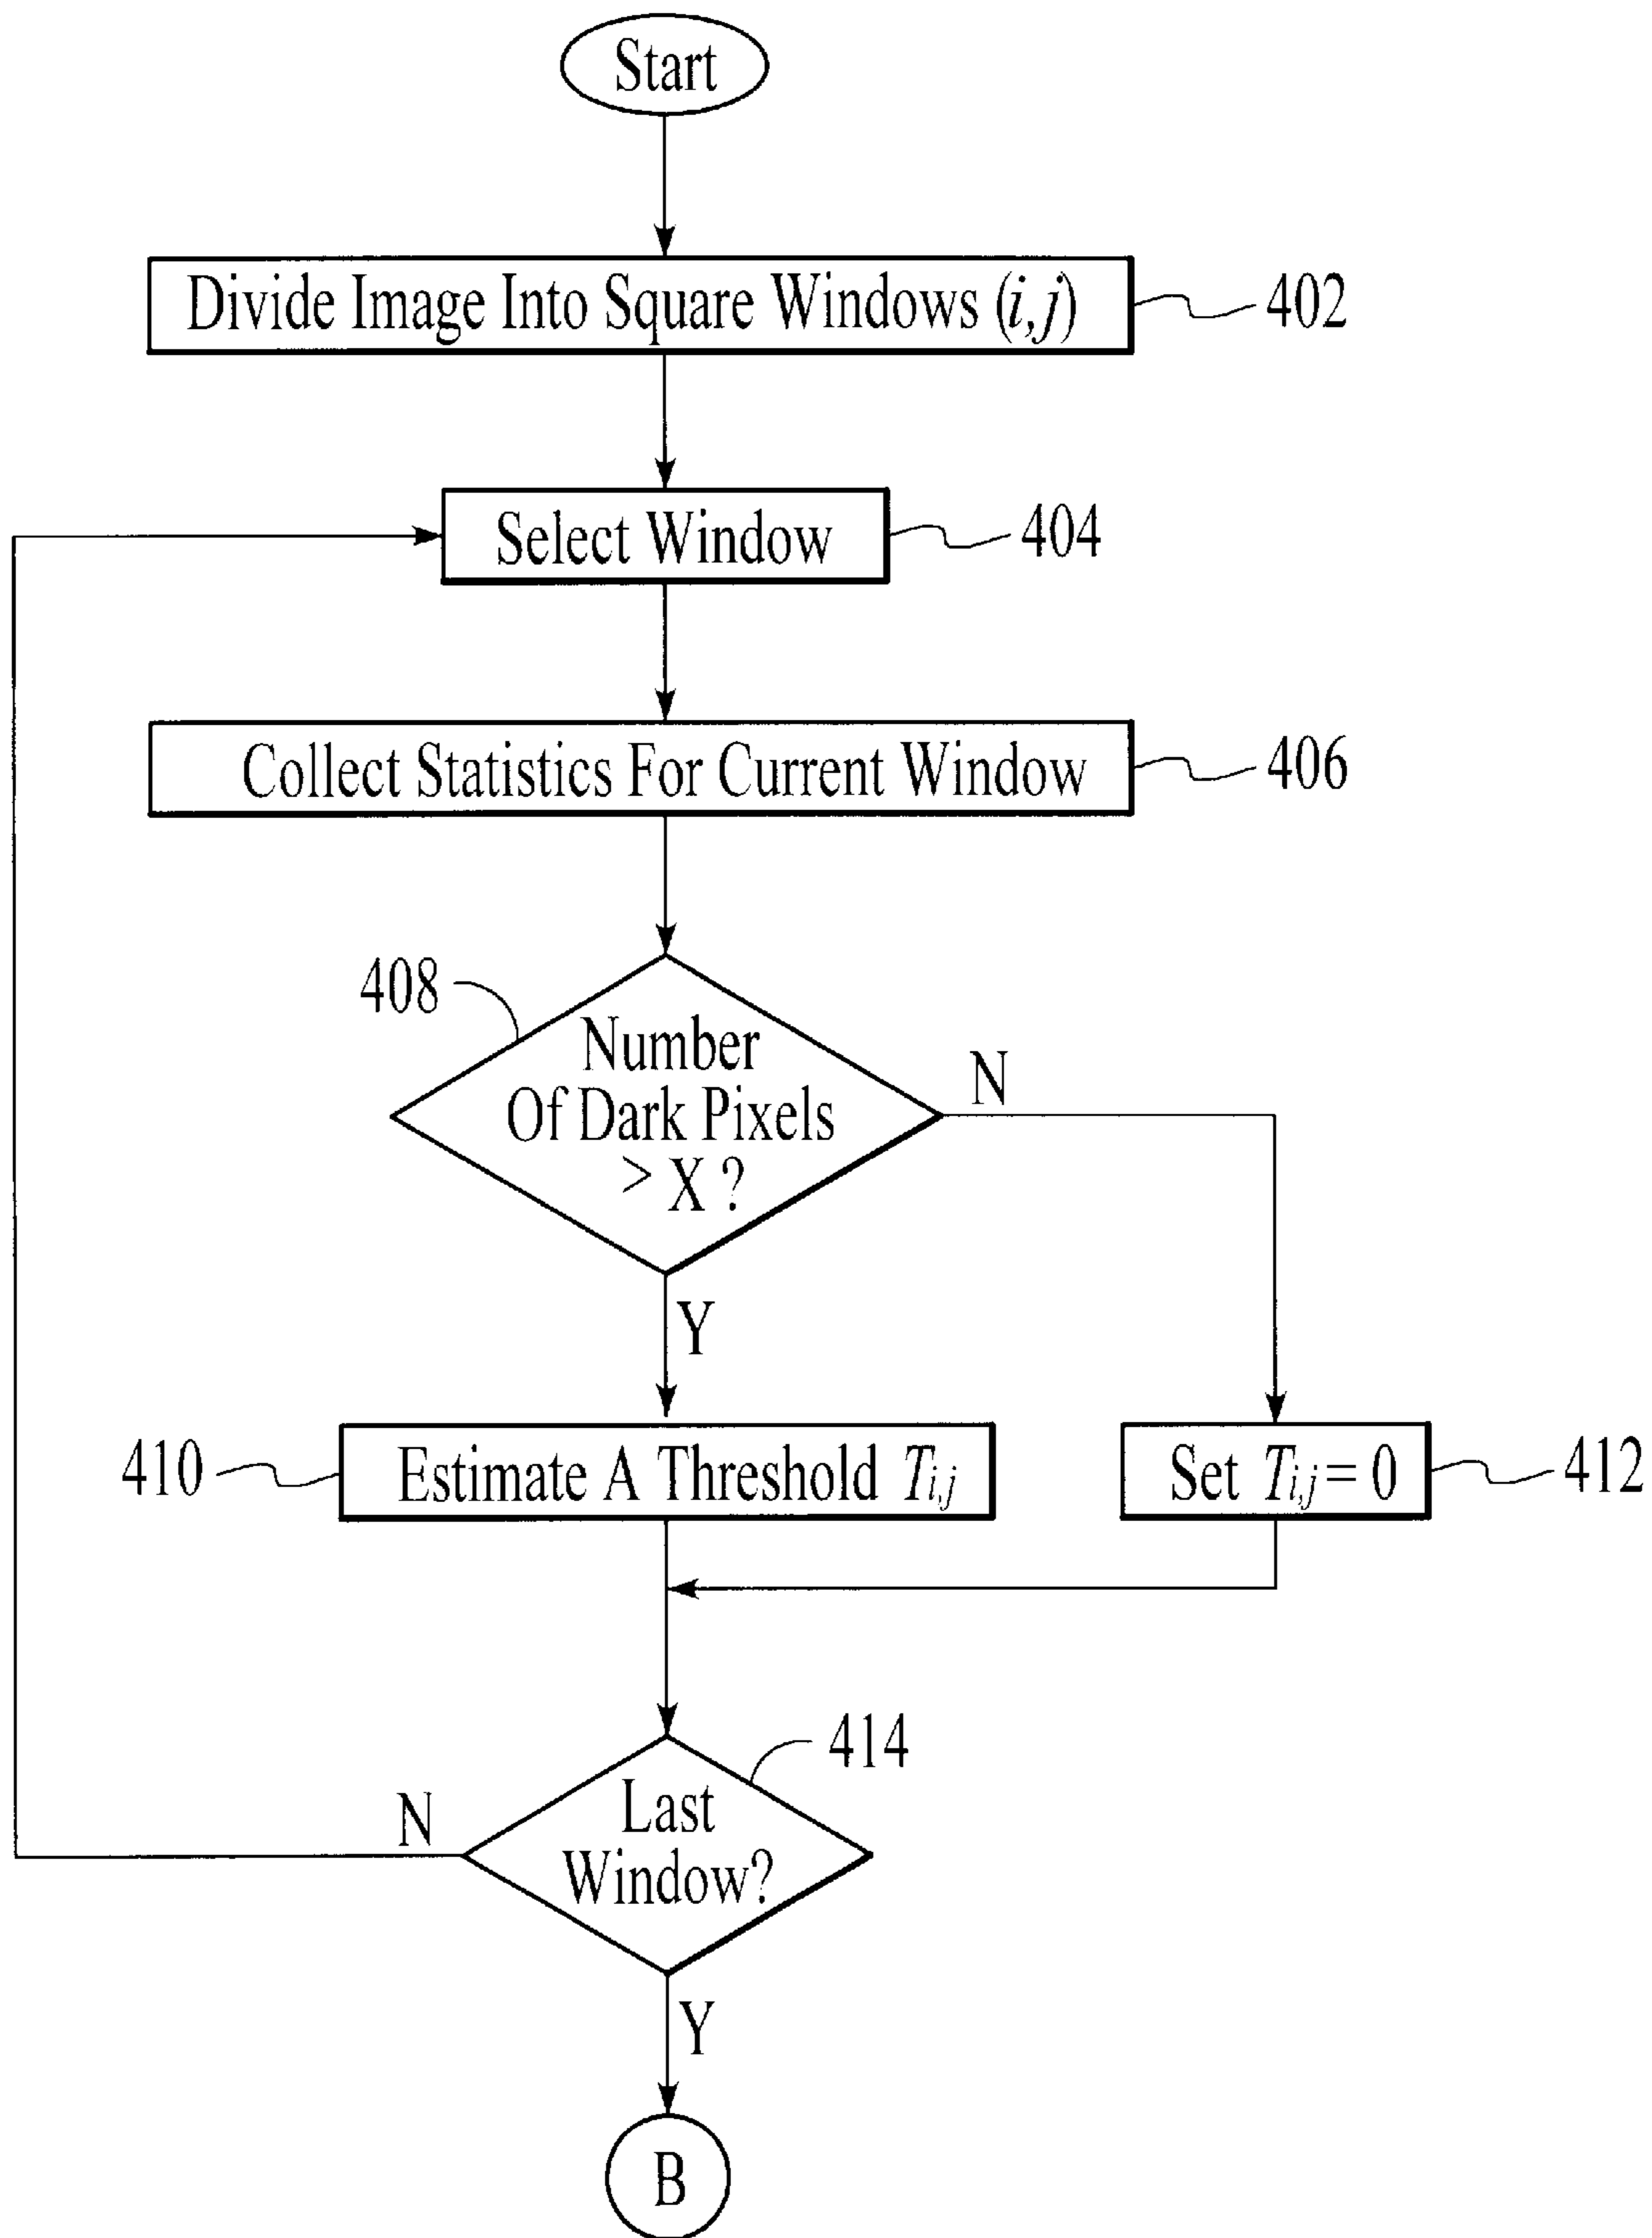 Start
Divide Image Into Square Windows (i,j)
402
Select Window
404
Collect Statistics For Current Window
406
408
Number
Of Dark Pixels
> X ?
N
Y
410
Estimate A Threshold Ti,j
Set Ti,j = 0
412
414
Last
Window?
N
Y
B